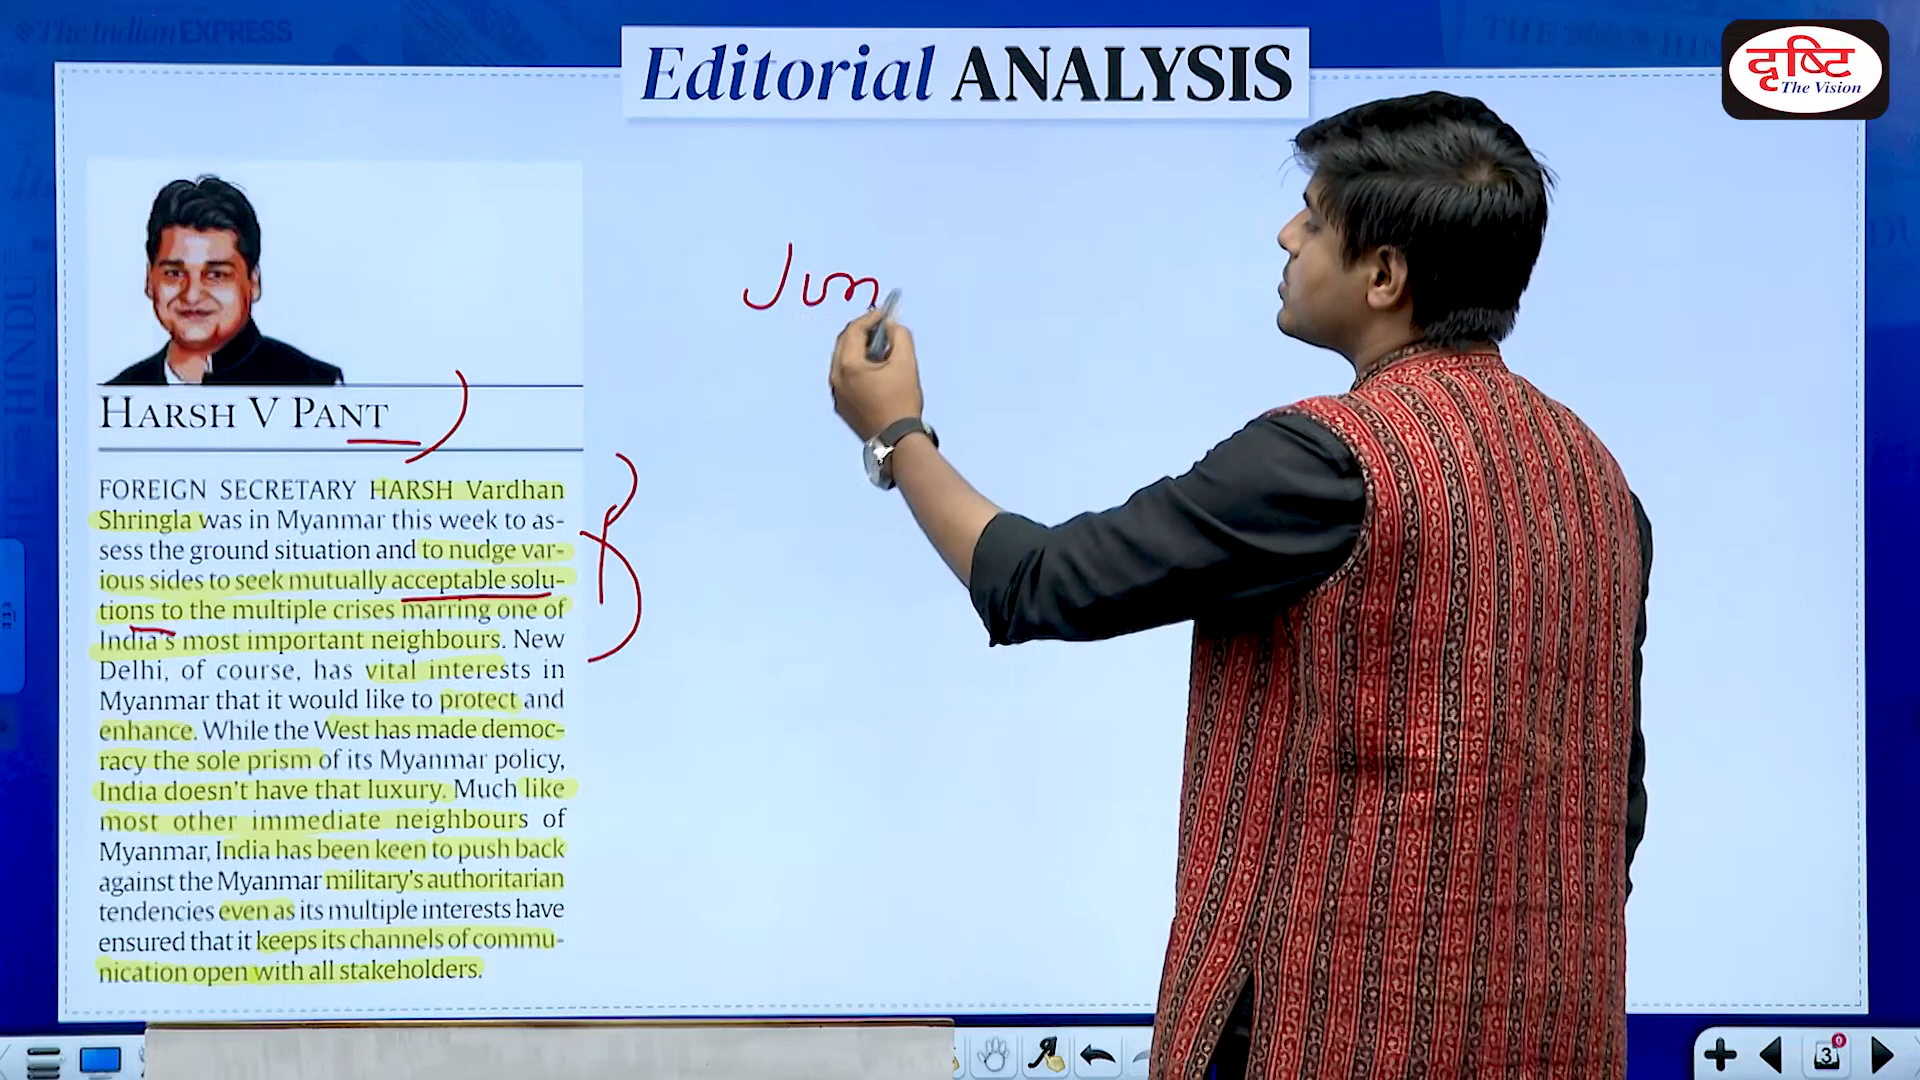 The Indian EXPRESS
Editorial ANALYSIS
दृष्टि
The Vision
Jun
HARSH V PANT
FOREIGN SECRETARY HARSH Vardhan
Shringla was in Myanmar this week to as-
sess the ground situation and to nudge var-
ious sides to seek mutually acceptable solu-
tions to the multiple crises marring one of
India's most important neighbours. New
Delhi, of course, has vital interests in
Myanmar that it would like to protect and
enhance. While the West has made democ-
racy the sole prism of its Myanmar policy,
India doesn't have that luxury. Much like
most other immediate neighbours of
Myanmar, India has been keen to push back
against the Myanmar military's authoritarian
tendencies even as its multiple interests have
ensured that it keeps its channels of commu-
nication open with all stakeholders.
HINDU
3
0